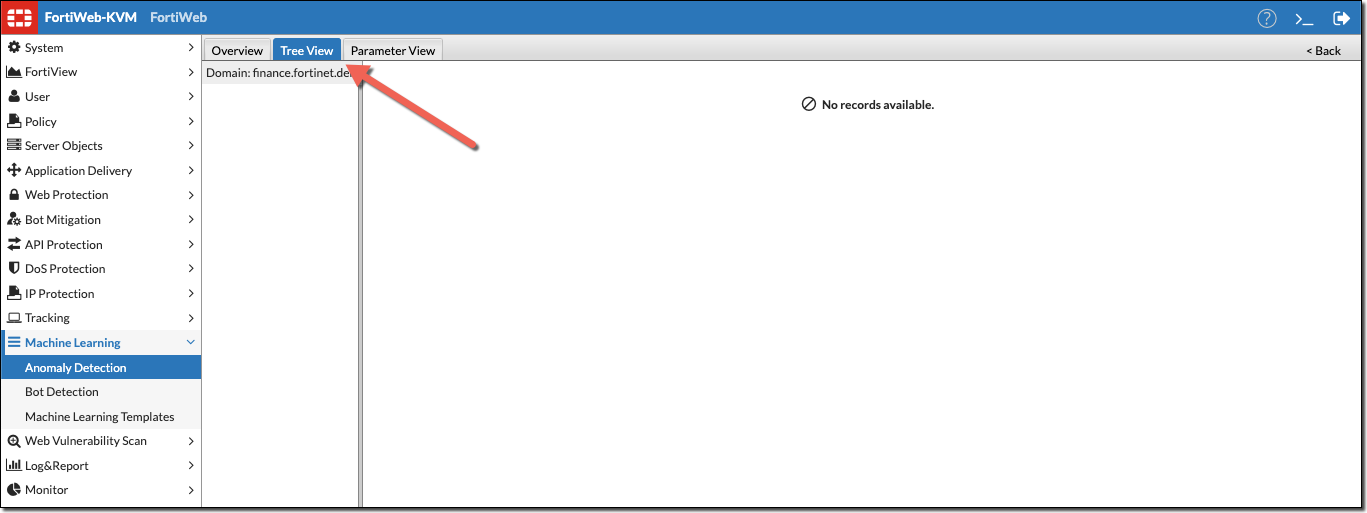 FortiWeb-KVM FortiWeb
? >_
Overview Tree View Parameter View < Back
Domain: finance.fortinet.de
No records available.
System
FortiView
User
Policy
Server Objects
Application Delivery
Web Protection
Bot Mitigation
API Protection
DoS Protection
IP Protection
Tracking
Machine Learning
Anomaly Detection
Bot Detection
Machine Learning Templates
Web Vulnerability Scan
Log&Report
Monitor